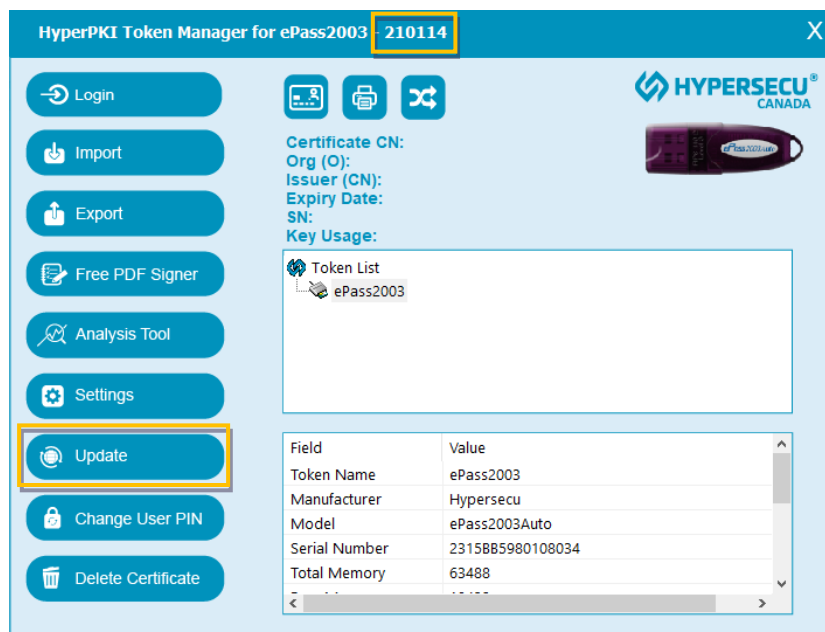 HyperPKI Token Manager for ePass2003 - 210114
X
Login
Import
Export
Free PDF Signer
Analysis Tool
Settings
Update
Change User PIN
Delete Certificate
HYPERSECU®
CANADA
ePass2003Auto
Certificate CN:
Org (O):
Issuer (CN):
Expiry Date:
SN:
Key Usage:
Token List
ePass2003
Field Value
Token Name ePass2003
Manufacturer Hypersecu
Model ePass2003Auto
Serial Number 2315BB5980108034
Total Memory 63488